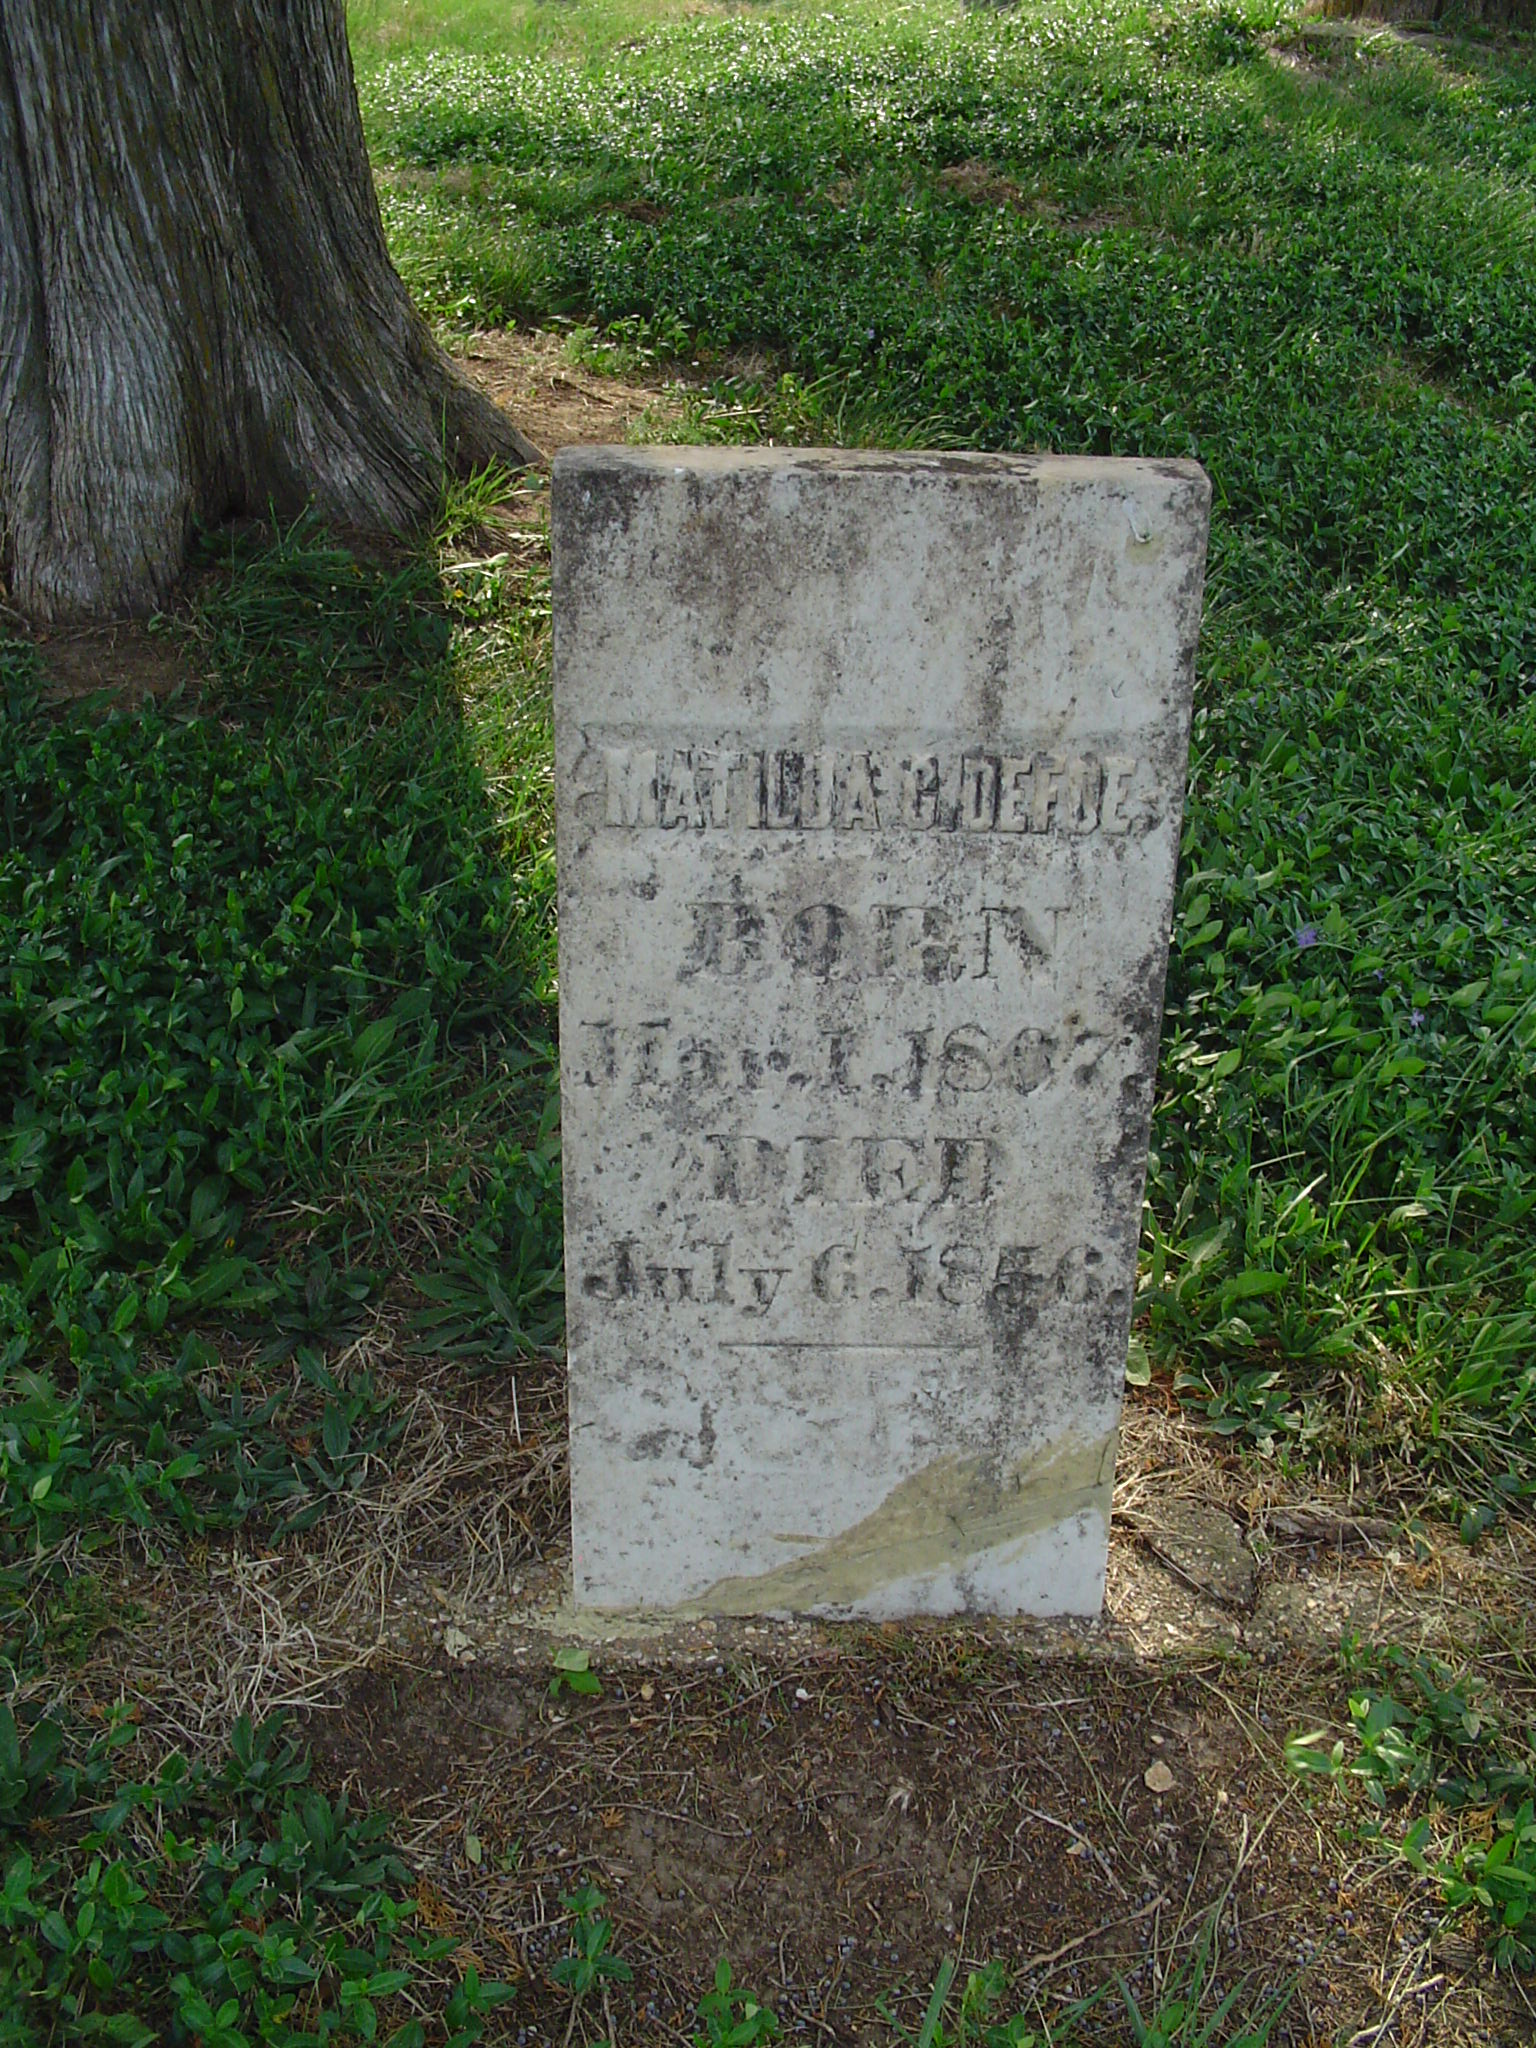 MATILDA C. DEFOE
BORN
Mar. 1. 1807.
DIED
July 6. 1856.